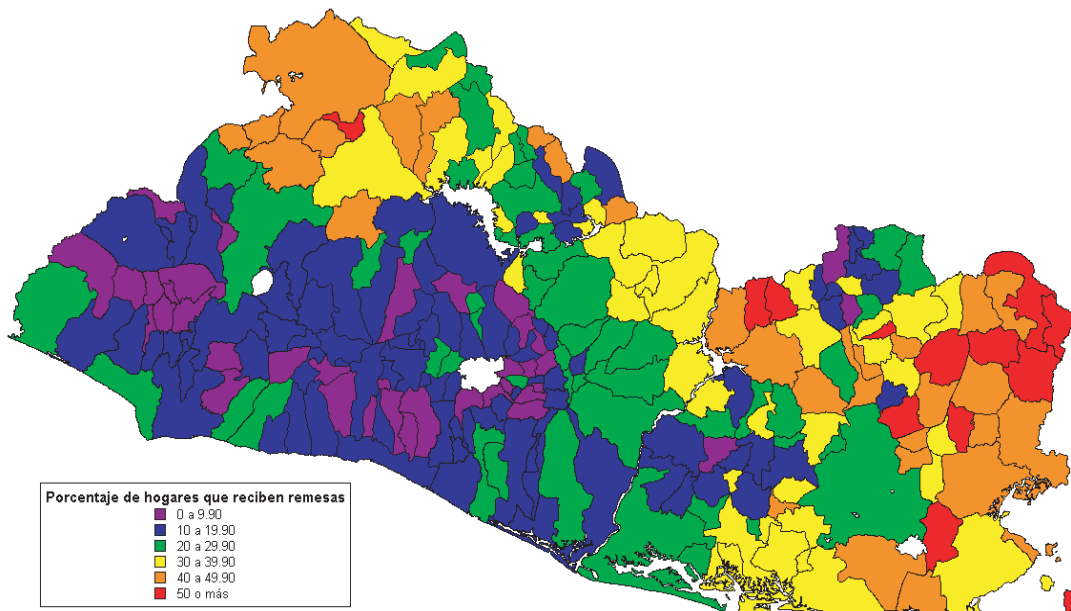 Porcentaje de hogares que reciben remesas
0 a 9.90
10 a 19.90
20 a 29.90
30 a 39.90
40 a 49.90
50 o más